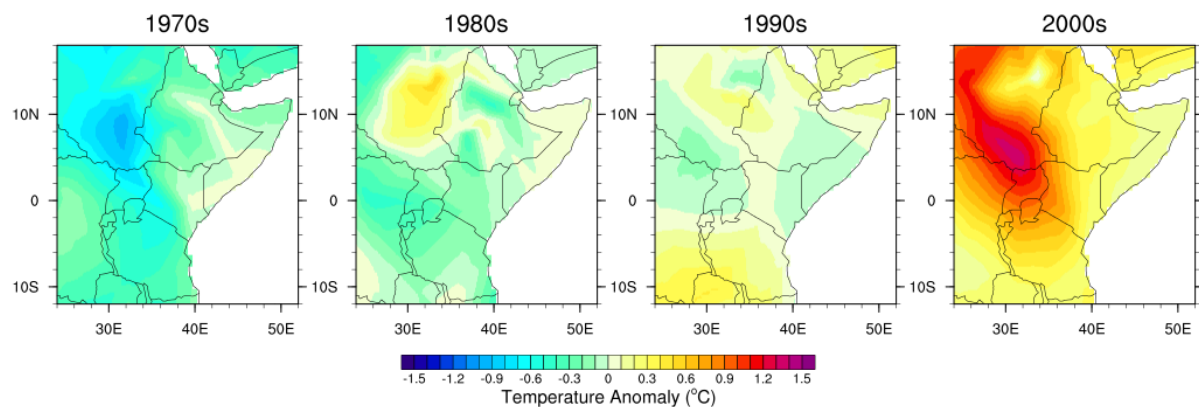 1970s 1980s 1990s 2000s
10N 10N 10N 10N
0 0 0 0
10S 10S 10S 10S
30E 40E 50E 30E 40E 50E 30E 40E 50E 30E 40E 50E
-1.5 -1.2 -0.9 -0.6 -0.3 0 0.3 0.6 0.9 1.2 1.5
Temperature Anomaly (°C)